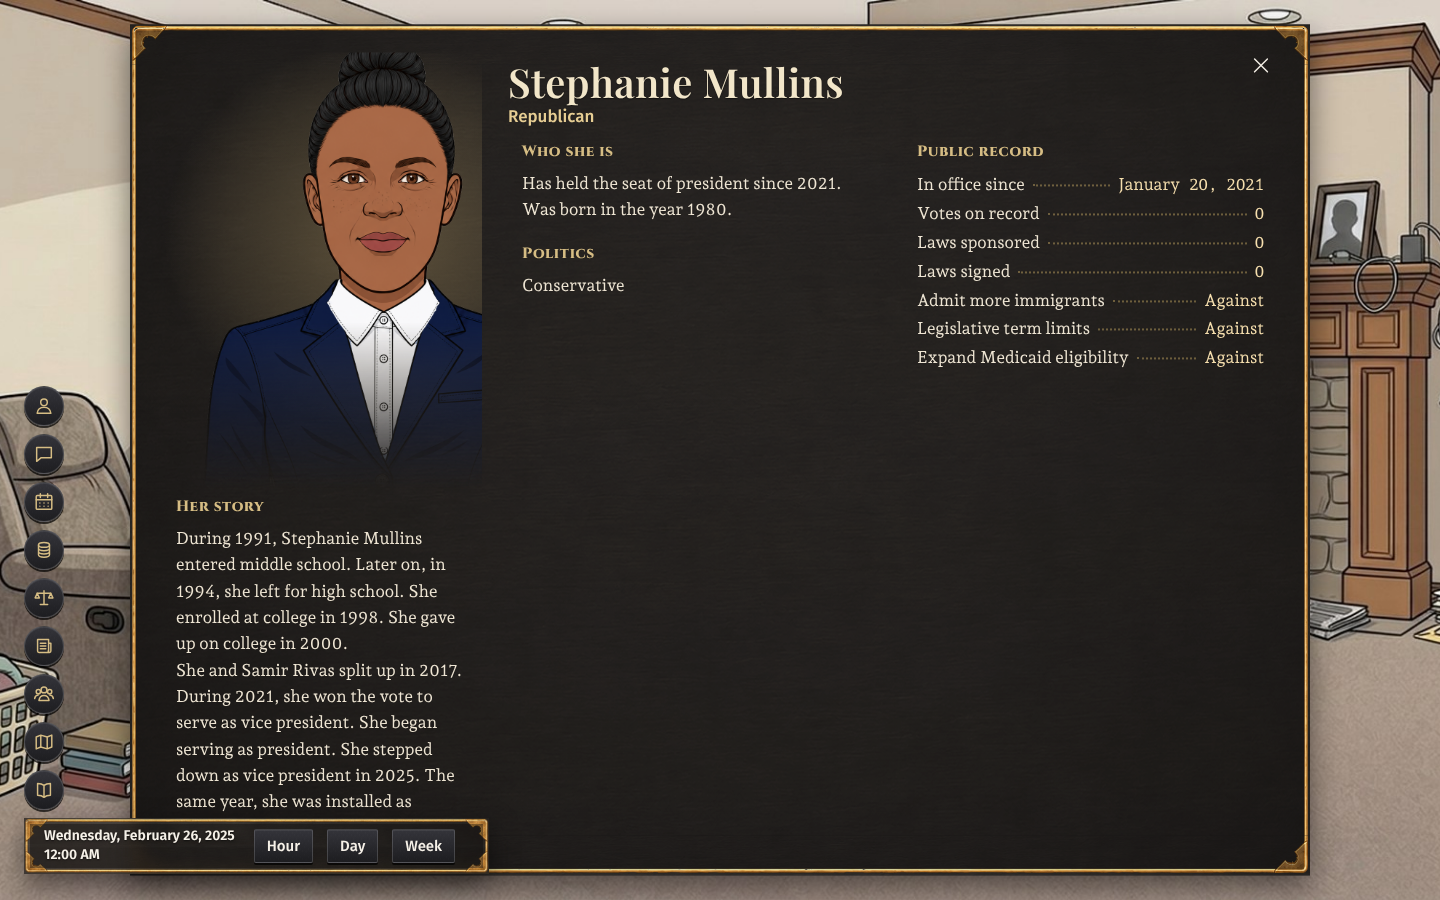 Stephanie Mullins
Republican
Who she is
Has held the seat of president since 2021.
Was born in the year 1980.
Politics
Conservative
Public record
In office since January 20, 2021
Votes on record 0
Laws sponsored 0
Laws signed 0
Admit more immigrants Against
Legislative term limits Against
Expand Medicaid eligibility Against
Her story
During 1991, Stephanie Mullins
entered middle school. Later on, in
1994, she left for high school. She
enrolled at college in 1998. She gave
up on college in 2000.
She and Samir Rivas split up in 2017.
During 2021, she won the vote to
serve as vice president. She began
serving as president. She stepped
down as vice president in 2025. The
same year, she was installed as
Wednesday, February 26, 2025
12:00 AM
Hour Day Week